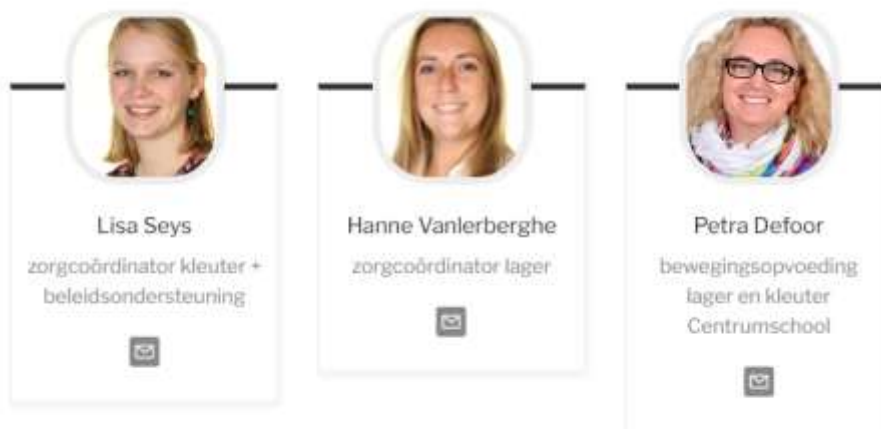 Lisa Seys
zorgcoördinator kleuter +
beleidsondersteuning
Hanne Vanlerberghe
zorgcoördinator lager
Petra Defoor
bewegingsopvoeding
lager en kleuter
Centrumschool